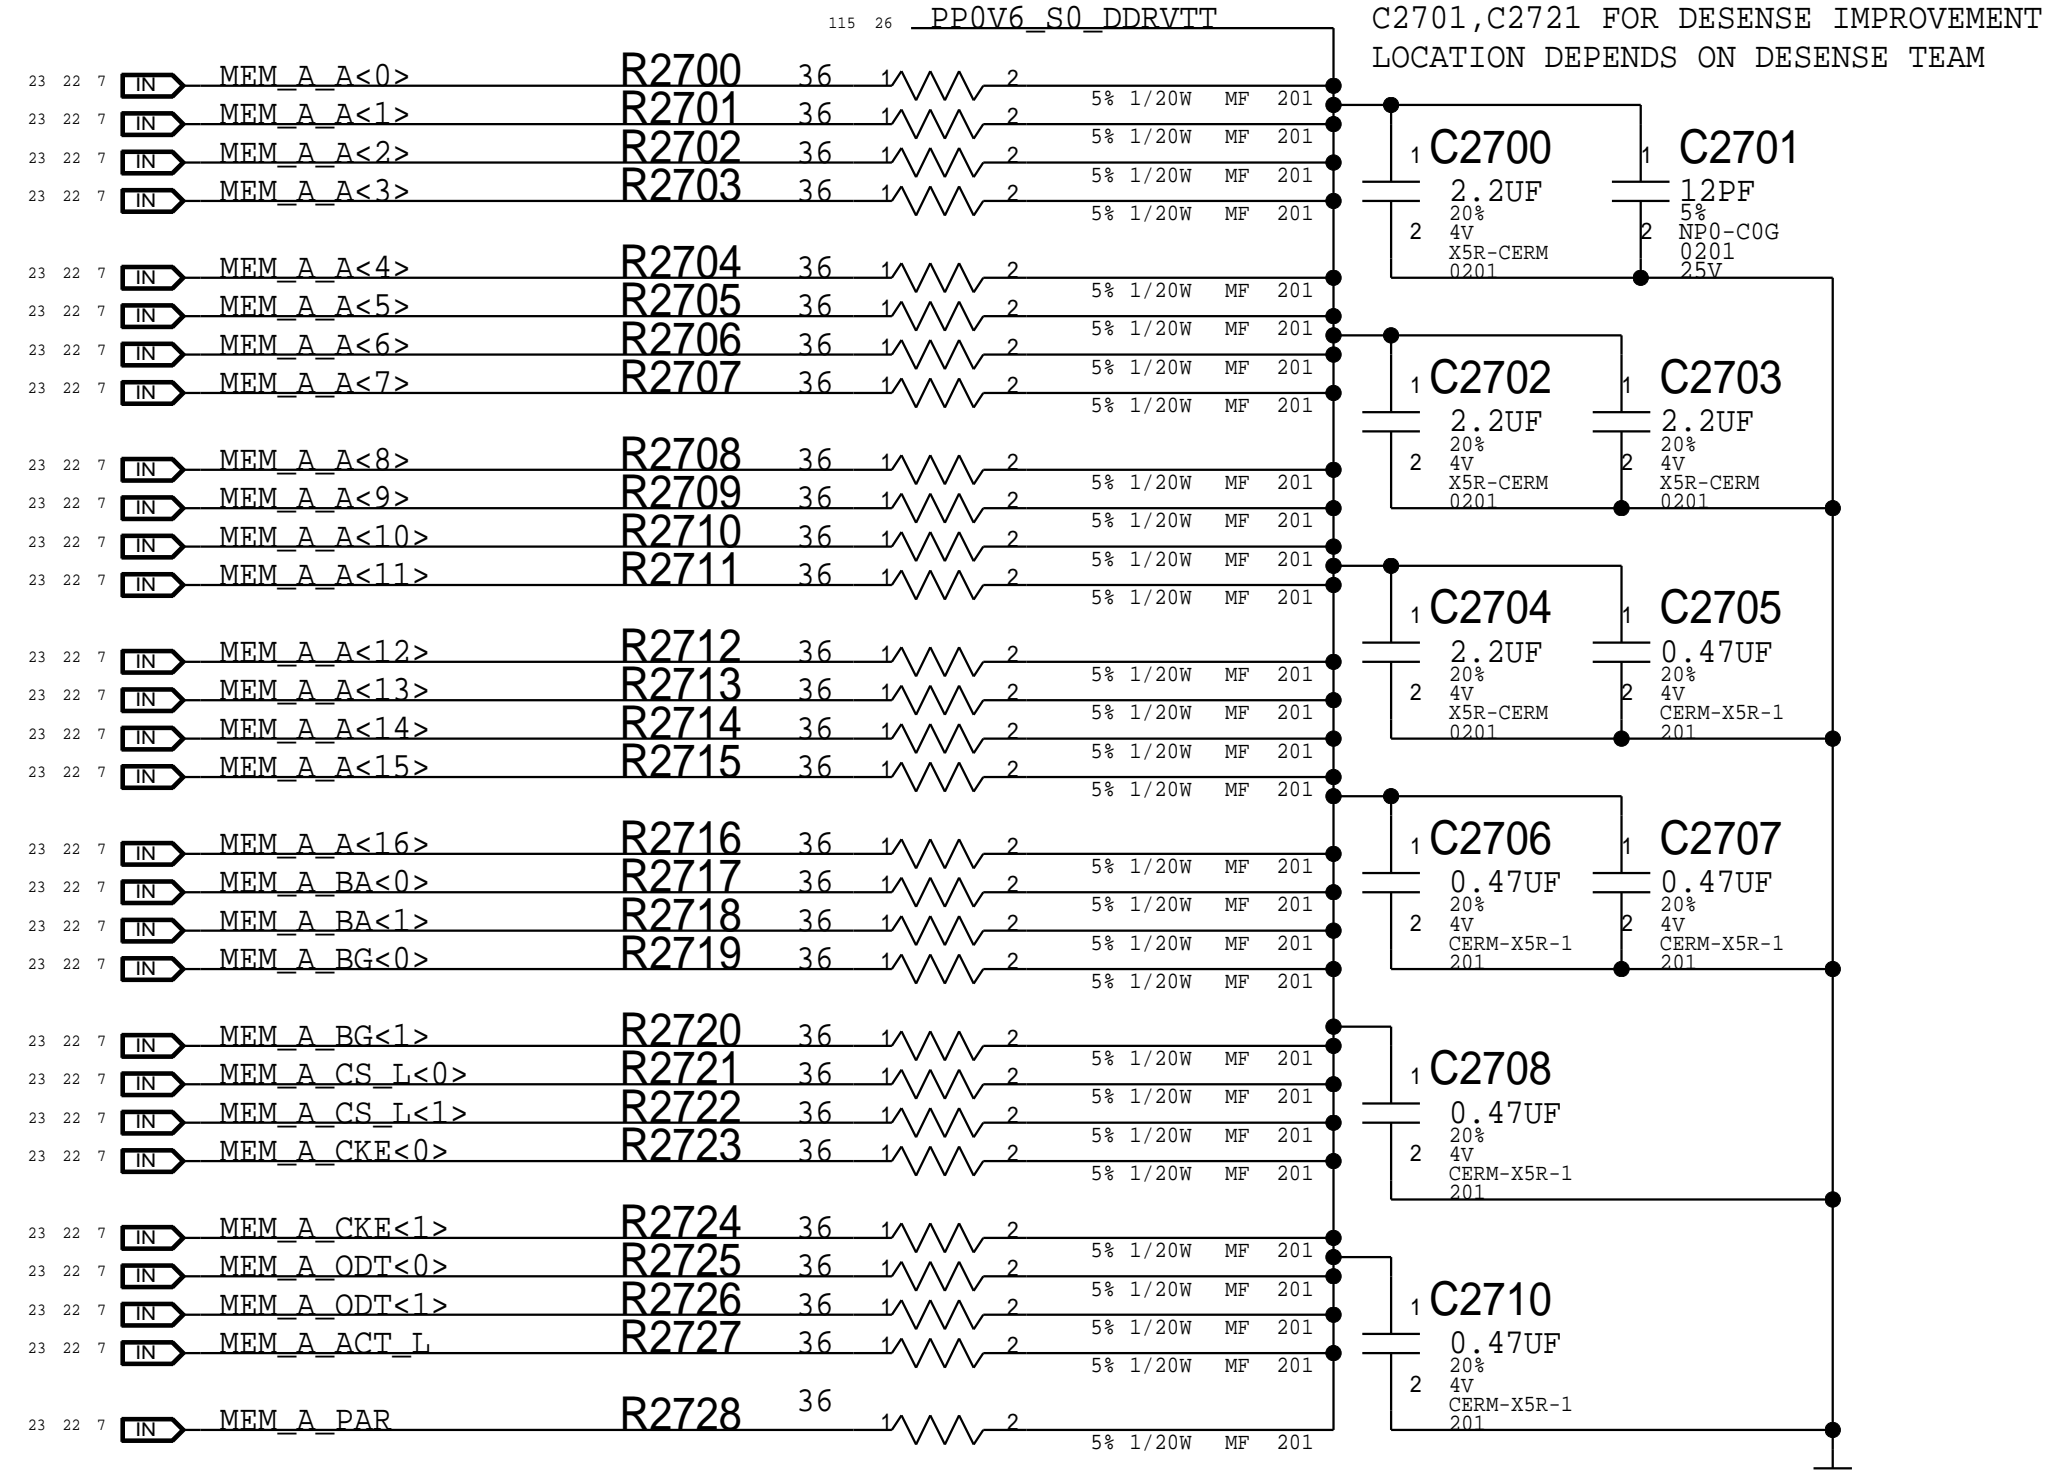 115 26 PP0V6_S0_DDRVTT
C2701,C2721 FOR DESENSE IMPROVEMENT
LOCATION DEPENDS ON DESENSE TEAM
23 22 7 IN MEM_A_A<0> R2700 36 1 2 5% 1/20W MF 201
23 22 7 IN MEM_A_A<1> R2701 36 1 2 5% 1/20W MF 201
23 22 7 IN MEM_A_A<2> R2702 36 1 2 5% 1/20W MF 201
23 22 7 IN MEM_A_A<3> R2703 36 1 2 5% 1/20W MF 201
23 22 7 IN MEM_A_A<4> R2704 36 1 2 5% 1/20W MF 201
23 22 7 IN MEM_A_A<5> R2705 36 1 2 5% 1/20W MF 201
23 22 7 IN MEM_A_A<6> R2706 36 1 2 5% 1/20W MF 201
23 22 7 IN MEM_A_A<7> R2707 36 1 2 5% 1/20W MF 201
23 22 7 IN MEM_A_A<8> R2708 36 1 2 5% 1/20W MF 201
23 22 7 IN MEM_A_A<9> R2709 36 1 2 5% 1/20W MF 201
23 22 7 IN MEM_A_A<10> R2710 36 1 2 5% 1/20W MF 201
23 22 7 IN MEM_A_A<11> R2711 36 1 2 5% 1/20W MF 201
23 22 7 IN MEM_A_A<12> R2712 36 1 2 5% 1/20W MF 201
23 22 7 IN MEM_A_A<13> R2713 36 1 2 5% 1/20W MF 201
23 22 7 IN MEM_A_A<14> R2714 36 1 2 5% 1/20W MF 201
23 22 7 IN MEM_A_A<15> R2715 36 1 2 5% 1/20W MF 201
23 22 7 IN MEM_A_A<16> R2716 36 1 2 5% 1/20W MF 201
23 22 7 IN MEM_A_BA<0> R2717 36 1 2 5% 1/20W MF 201
23 22 7 IN MEM_A_BA<1> R2718 36 1 2 5% 1/20W MF 201
23 22 7 IN MEM_A_BG<0> R2719 36 1 2 5% 1/20W MF 201
23 22 7 IN MEM_A_BG<1> R2720 36 1 2 5% 1/20W MF 201
23 22 7 IN MEM_A_CS_L<0> R2721 36 1 2 5% 1/20W MF 201
23 22 7 IN MEM_A_CS_L<1> R2722 36 1 2 5% 1/20W MF 201
23 22 7 IN MEM_A_CKE<0> R2723 36 1 2 5% 1/20W MF 201
23 22 7 IN MEM_A_CKE<1> R2724 36 1 2 5% 1/20W MF 201
23 22 7 IN MEM_A_ODT<0> R2725 36 1 2 5% 1/20W MF 201
23 22 7 IN MEM_A_ODT<1> R2726 36 1 2 5% 1/20W MF 201
23 22 7 IN MEM_A_ACT_L R2727 36 1 2 5% 1/20W MF 201
23 22 7 IN MEM_A_PAR R2728 36 1 2 5% 1/20W MF 201
1 C2700
2.2UF
20%
2 4V
X5R-CERM
0201
1 C2701
12PF
5%
2 NP0-C0G
0201
25V
1 C2702
2.2UF
20%
2 4V
X5R-CERM
0201
1 C2703
2.2UF
20%
2 4V
X5R-CERM
0201
1 C2704
2.2UF
20%
2 4V
X5R-CERM
0201
1 C2705
0.47UF
20%
2 4V
CERM-X5R-1
201
1 C2706
0.47UF
20%
2 4V
CERM-X5R-1
201
1 C2707
0.47UF
20%
2 4V
CERM-X5R-1
201
1 C2708
0.47UF
20%
2 4V
CERM-X5R-1
201
1 C2710
0.47UF
20%
2 4V
CERM-X5R-1
201